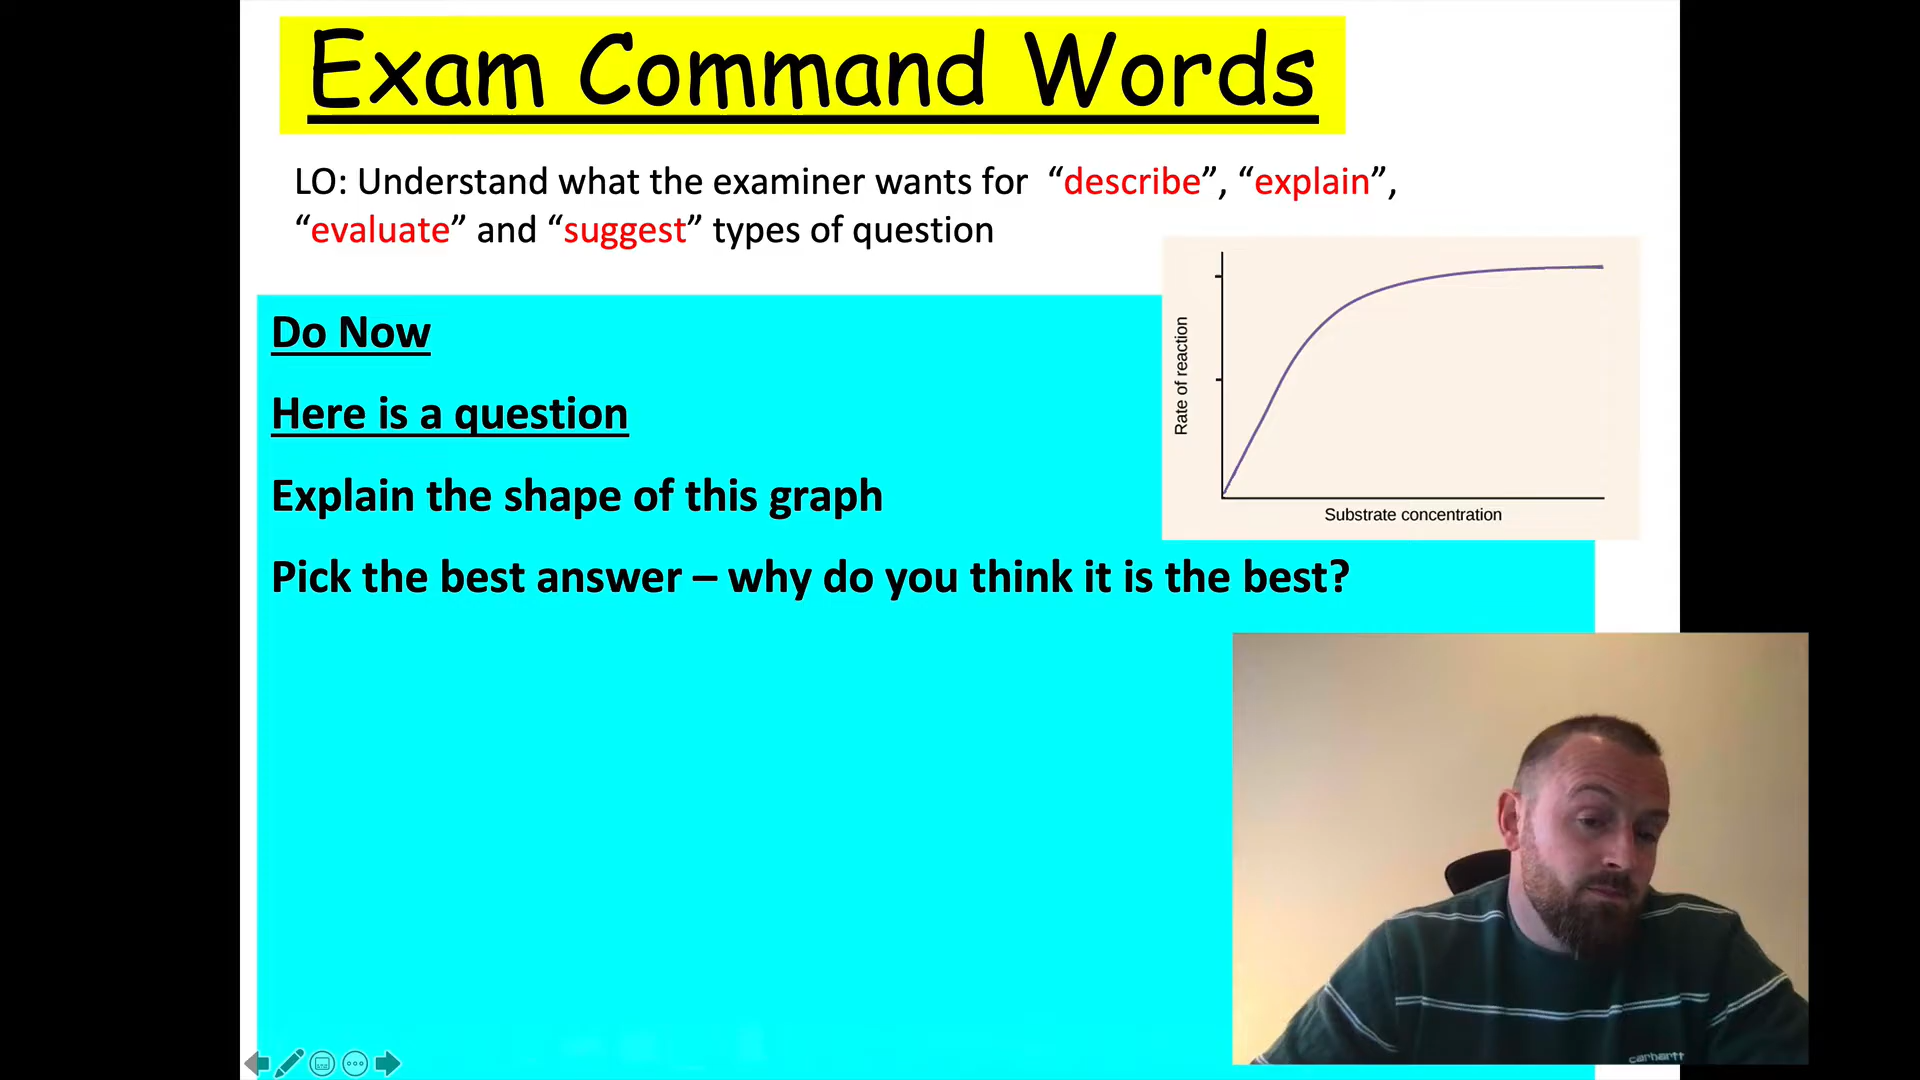 Exam Command Words
LO: Understand what the examiner wants for “describe”, “explain”,
“evaluate” and “suggest” types of question
Do Now
Here is a question
Explain the shape of this graph
Pick the best answer – why do you think it is the best?
Rate of reaction
Substrate concentration
carhartt